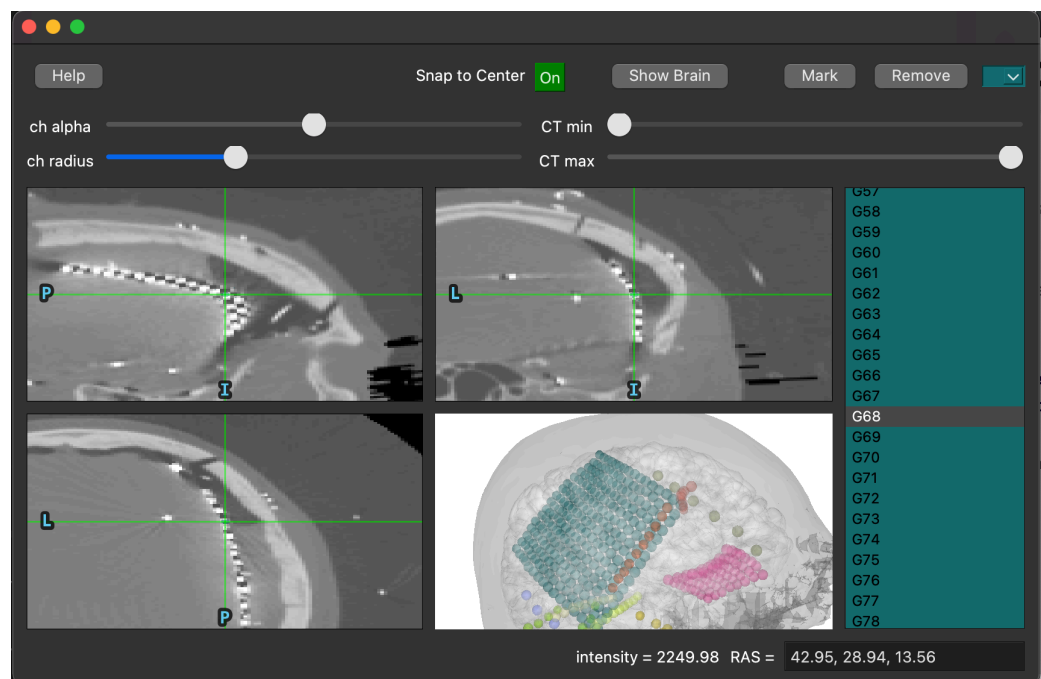 Help
Snap to Center On
Show Brain
Mark
Remove
ch alpha
CT min
ch radius
CT max
P
I
L
I
L
P
G57
G58
G59
G60
G61
G62
G63
G64
G65
G66
G67
G68
G69
G70
G71
G72
G73
G74
G75
G76
G77
G78
intensity = 2249.98 RAS = 42.95, 28.94, 13.56